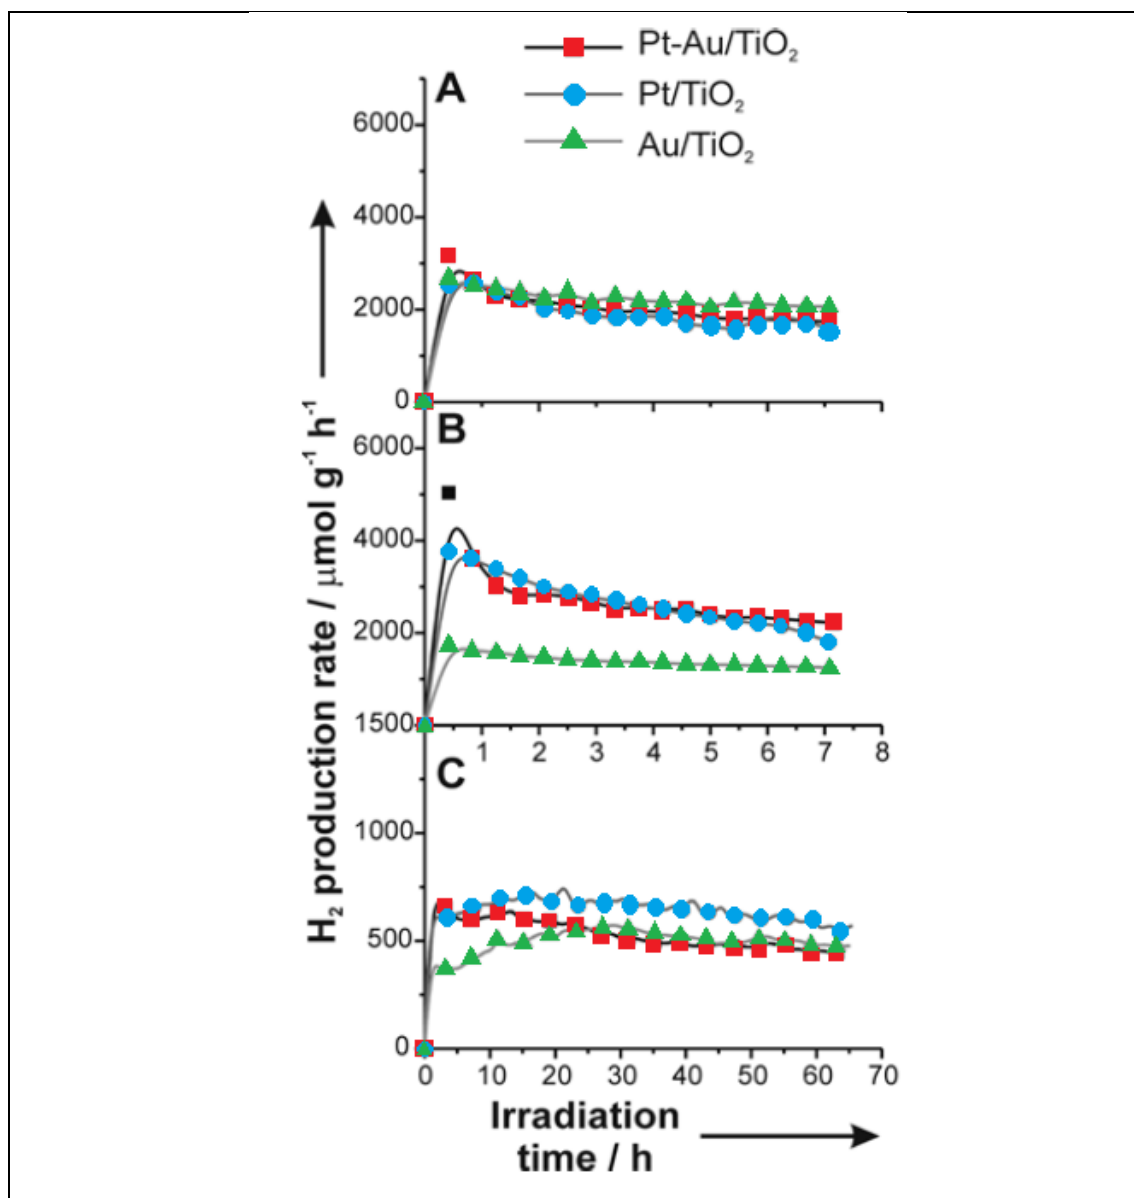 Pt-Au/TiO₂
Pt/TiO₂
Au/TiO₂
A
6000
4000
2000
0
B
6000
4000
2000
1500
1 2 3 4 5 6 7 8
C
1000
500
0
0 10 20 30 40 50 60 70
H₂ production rate / μmol g⁻¹ h⁻¹
Irradiation
time / h